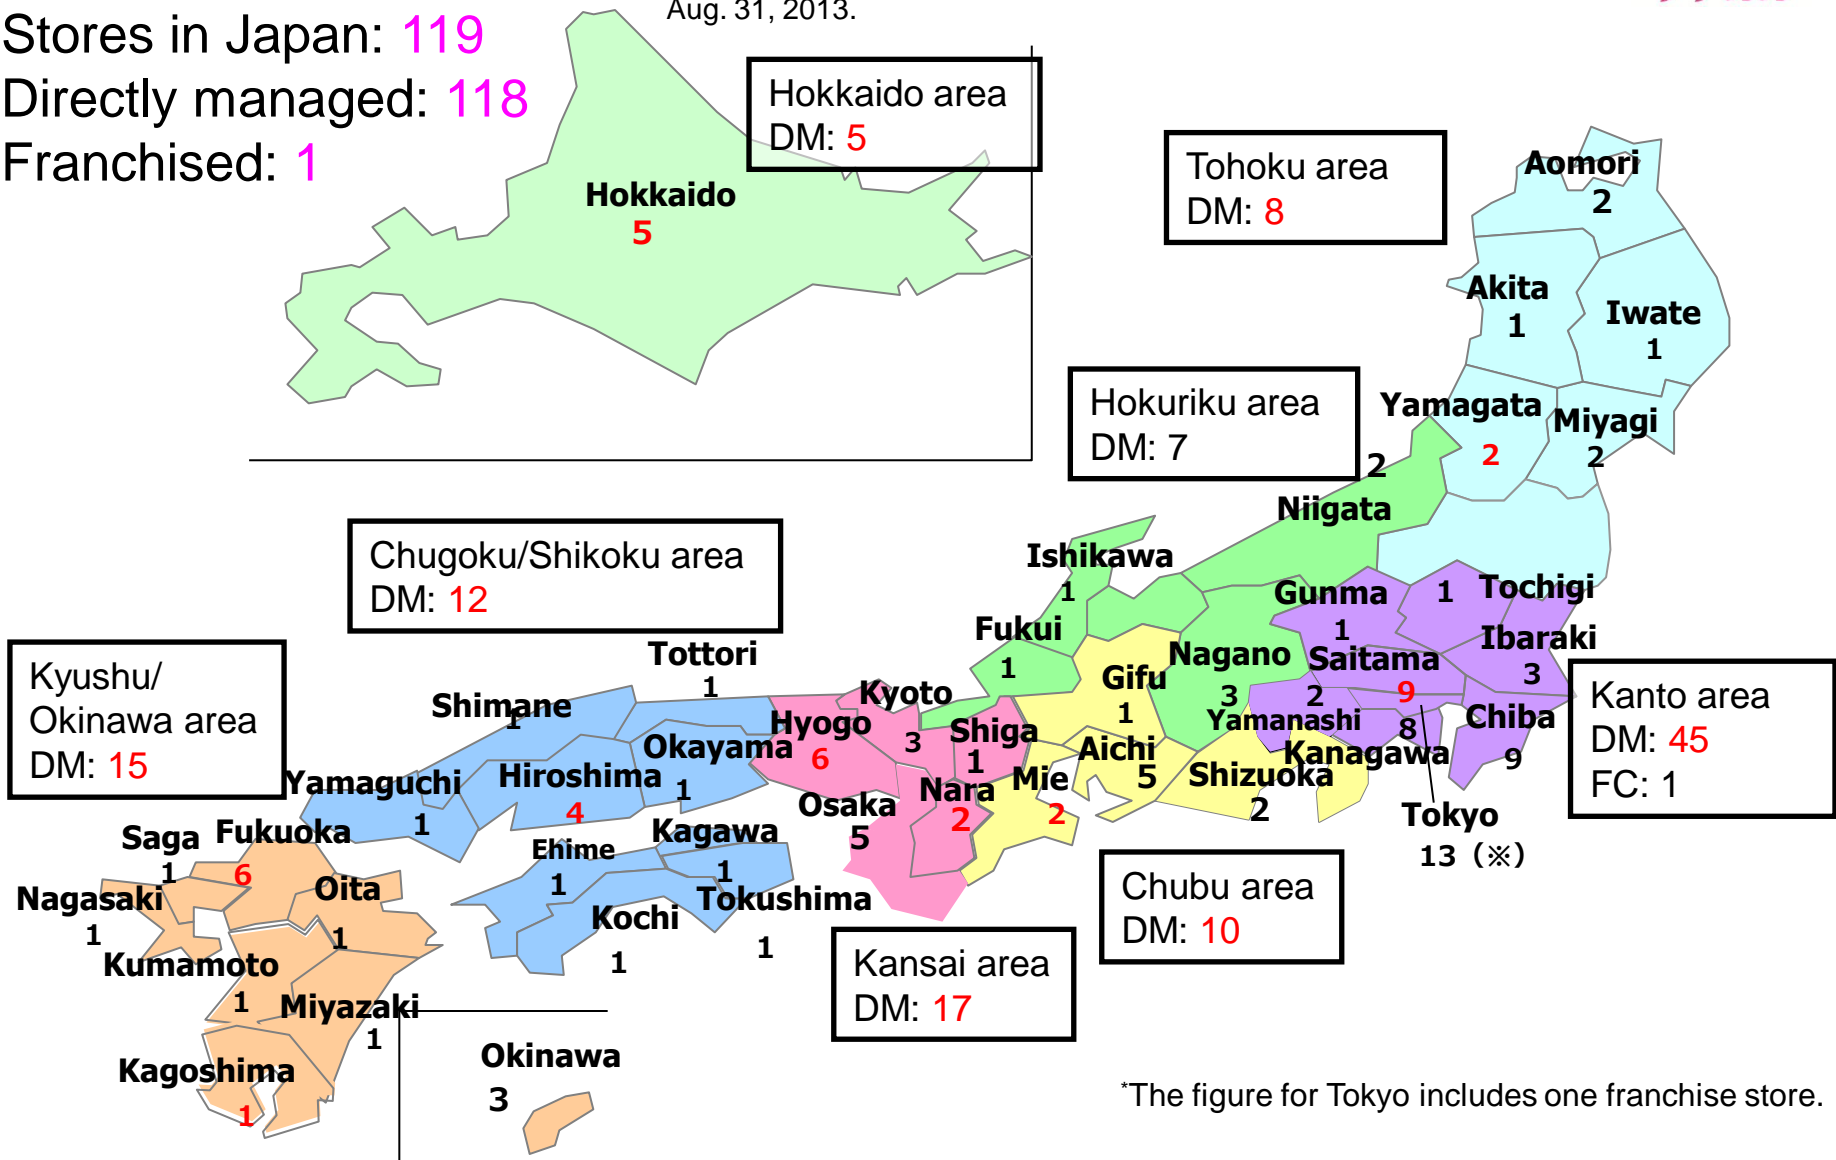 Aug. 31, 2013.
Stores in Japan: 119
Directly managed: 118
Franchised: 1
Hokkaido area
DM: 5
Hokkaido
5
Tohoku area
DM: 8
Aomori
2
Akita
1
Iwate
1
Yamagata
2
Miyagi
2
Hokuriku area
DM: 7
2
Niigata
Ishikawa
1
Fukui
1
Nagano
3
Chugoku/Shikoku area
DM: 12
Tottori
1
Shimane
1
Okayama
1
Hiroshima
4
Yamaguchi
1
Kagawa
1
Ehime
1
Tokushima
1
Kochi
1
Kyushu/
Okinawa area
DM: 15
Saga
1
Fukuoka
6
Nagasaki
1
Oita
1
Kumamoto
1
Miyazaki
1
Kagoshima
1
Okinawa
3
Kyoto
3
Hyogo
6
Shiga
1
Osaka
5
Nara
2
Kansai area
DM: 17
Gifu
1
Aichi
5
Mie
2
Shizuoka
2
Chubu area
DM: 10
Gunma
1
1 Tochigi
Ibaraki
3
Saitama
9
2
Yamanashi
8
Kanagawa
Chiba
9
Tokyo
13 (※)
Kanto area
DM: 45
FC: 1
*The figure for Tokyo includes one franchise store.